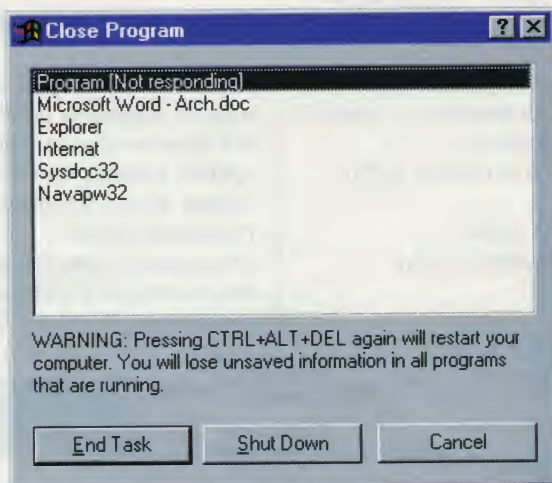 Close Program
Program [Not responding]
Microsoft Word - Arch.doc
Explorer
Internat
Sysdoc32
Navapw32
WARNING: Pressing CTRL+ALT+DEL again will restart your
computer. You will lose unsaved information in all programs
that are running.
End Task
Shut Down
Cancel